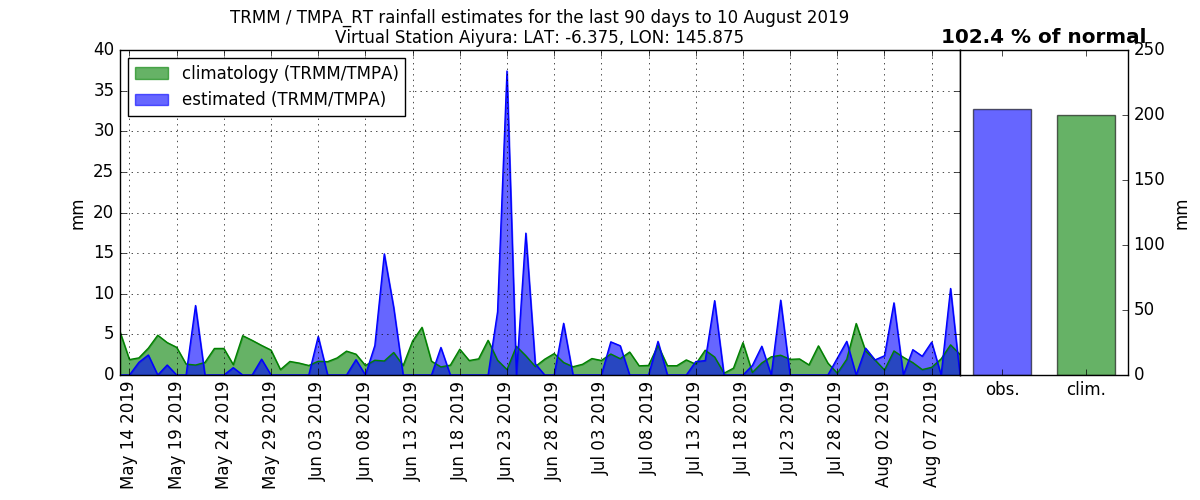 TRMM / TMPA_RT rainfall estimates for the last 90 days to 10 August 2019
Virtual Station Aiyura: LAT: -6.375, LON: 145.875
102.4 % of normal
climatology (TRMM/TMPA)
estimated (TRMM/TMPA)
mm
40
35
30
25
20
15
10
5
0
250
200
150
100
50
0
mm
May 14 2019
May 19 2019
May 24 2019
May 29 2019
Jun 03 2019
Jun 08 2019
Jun 13 2019
Jun 18 2019
Jun 23 2019
Jun 28 2019
Jul 03 2019
Jul 08 2019
Jul 13 2019
Jul 18 2019
Jul 23 2019
Jul 28 2019
Aug 02 2019
Aug 07 2019
obs.
clim.